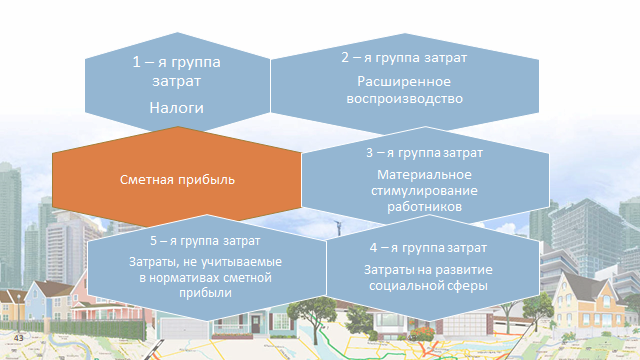 1 – я группа
затрат
Налоги
2 – я группа затрат
Расширенное
воспроизводство
Сметная прибыль
3 – я группа затрат
Материальное
стимулирование
работников
5 – я группа затрат
Затраты, не учитываемые
в нормативах сметной
прибыли
4 – я группа затрат
Затраты на развитие
социальной сферы
43